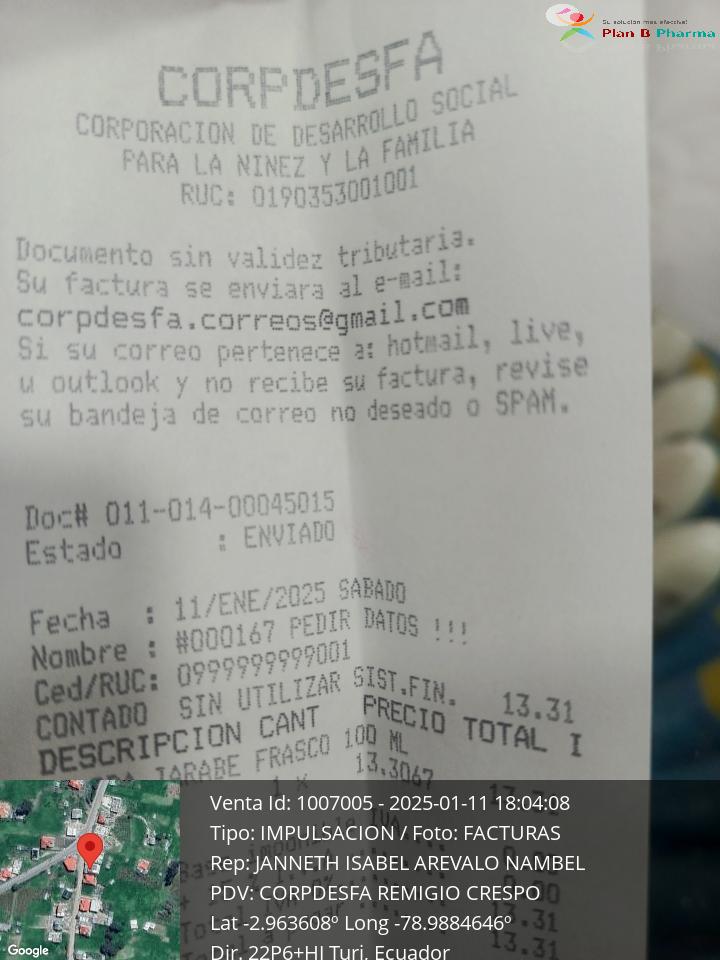 Su solución mas efectiva!
Plan B Pharma
CORPDESFA
CORPORACION DE DESARROLLO SOCIAL
PARA LA NINEZ Y LA FAMILIA
RUC: 0190353001001
Documento sin validez tributaria.
Su factura se enviara al e-mail:
corpdesfa.correos@gmail.com
Si su correo pertenece a: hotmail, live,
u outlook y no recibe su factura, revise
su bandeja de correo no deseado o SPAM.
Doc# 011-014-00045015
Estado : ENVIADO
Fecha : 11/ENE/2025 SABADO
Nombre : #000167 PEDIR DATOS !!!
Ced/RUC: 0999999999001
CONTADO SIN UTILIZAR SIST.FIN. 13.31
DESCRIPCION CANT PRECIO TOTAL I
JARABE FRASCO 100 ML
1 x 13.3067
Venta Id: 1007005 - 2025-01-11 18:04:08
Tipo: IMPULSACION / Foto: FACTURAS
Rep: JANNETH ISABEL AREVALO NAMBEL
PDV: CORPDESFA REMIGIO CRESPO
Lat -2.963608º Long -78.9884646º
Dir. 22P6+HJ Turi, Ecuador
13.31
Google